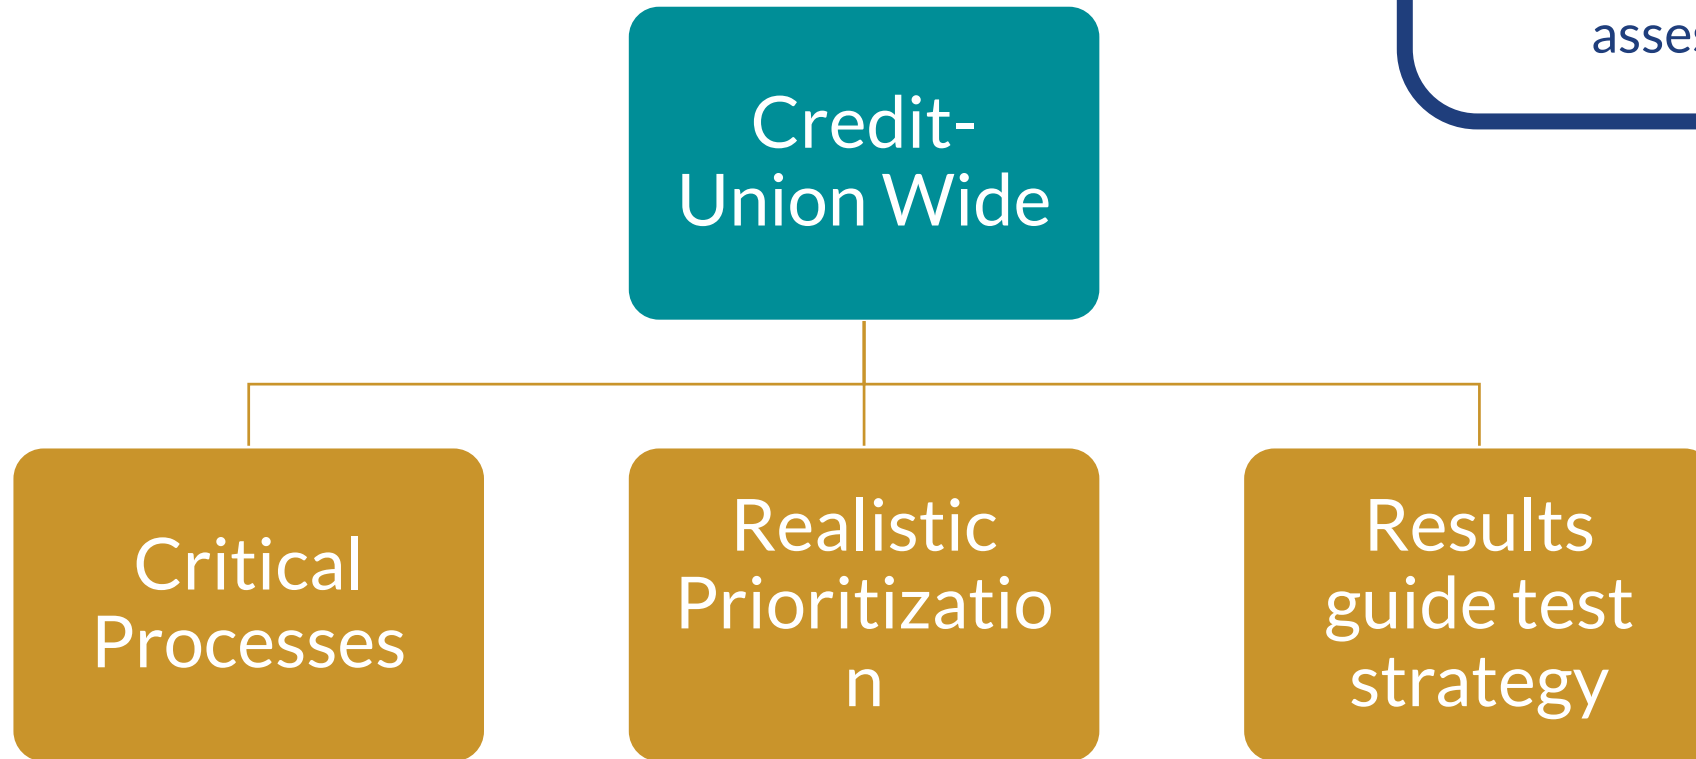 Credit-
Union Wide
Critical
Processes
Realistic
Prioritizatio
n
Results
guide test
strategy